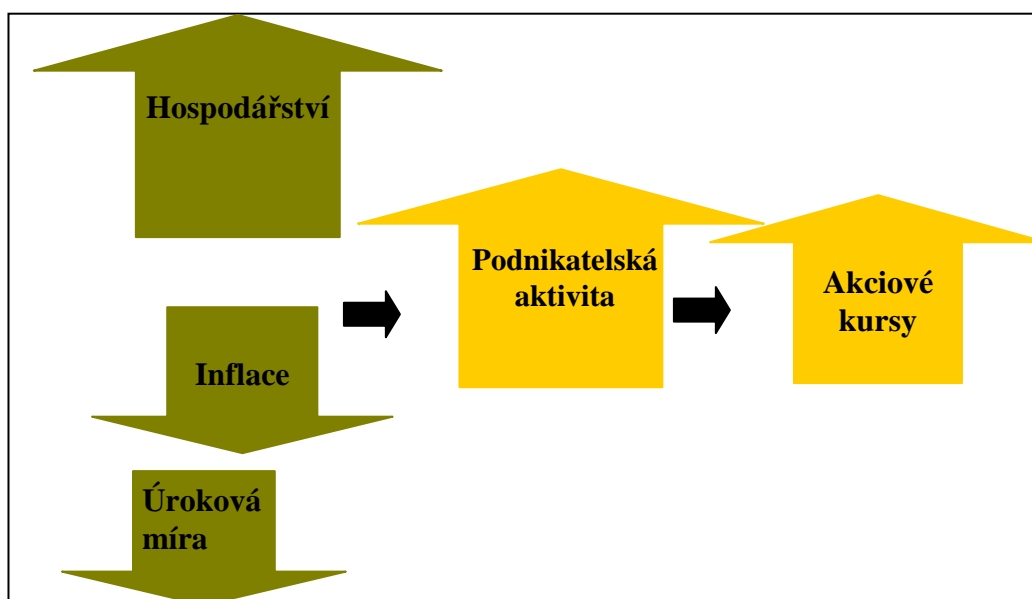 Hospodářství
Podnikatelská
aktivita
Akciové
kursy
Inflace
Úroková
míra